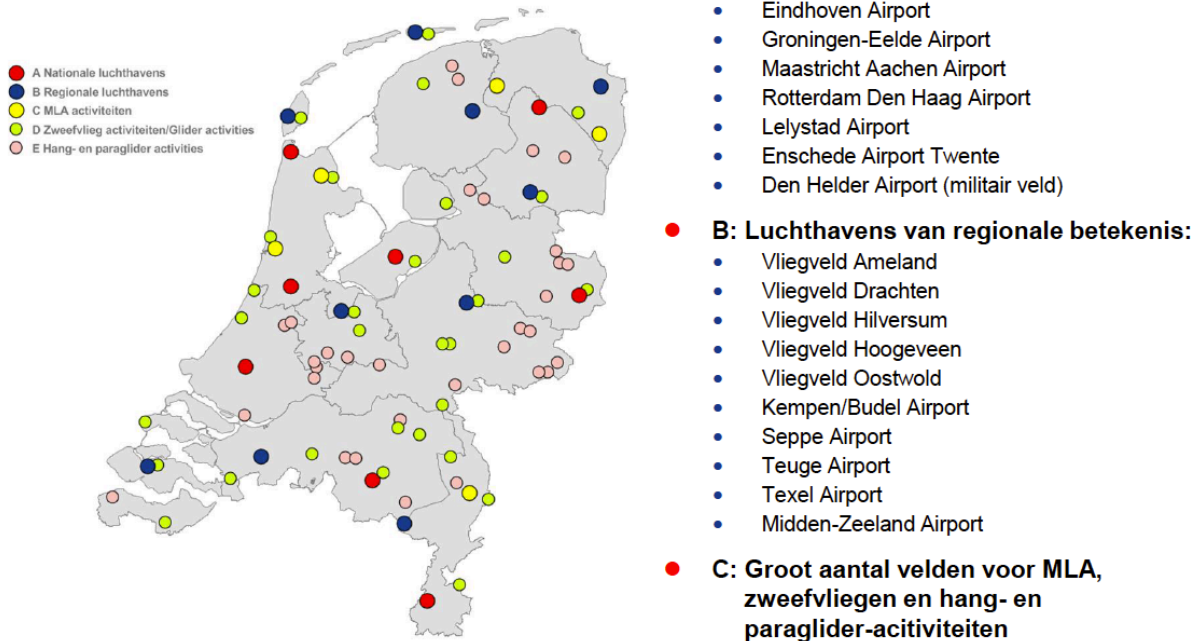 A Nationale luchthavens
B Regionale luchthavens
C MLA activiteiten
D Zweefvlieg activiteiten/Glider activities
E Hang- en paraglider activities
• Eindhoven Airport
• Groningen-Eelde Airport
• Maastricht Aachen Airport
• Rotterdam Den Haag Airport
• Lelystad Airport
• Enschede Airport Twente
• Den Helder Airport (militair veld)
• B: Luchthavens van regionale betekenis:
• Vliegveld Ameland
• Vliegveld Drachten
• Vliegveld Hilversum
• Vliegveld Hoogeveen
• Vliegveld Oostwold
• Kempen/Budel Airport
• Seppe Airport
• Teuge Airport
• Texel Airport
• Midden-Zeeland Airport
• C: Groot aantal velden voor MLA,
zweefvliegen en hang- en
paraglider-acitiviteiten